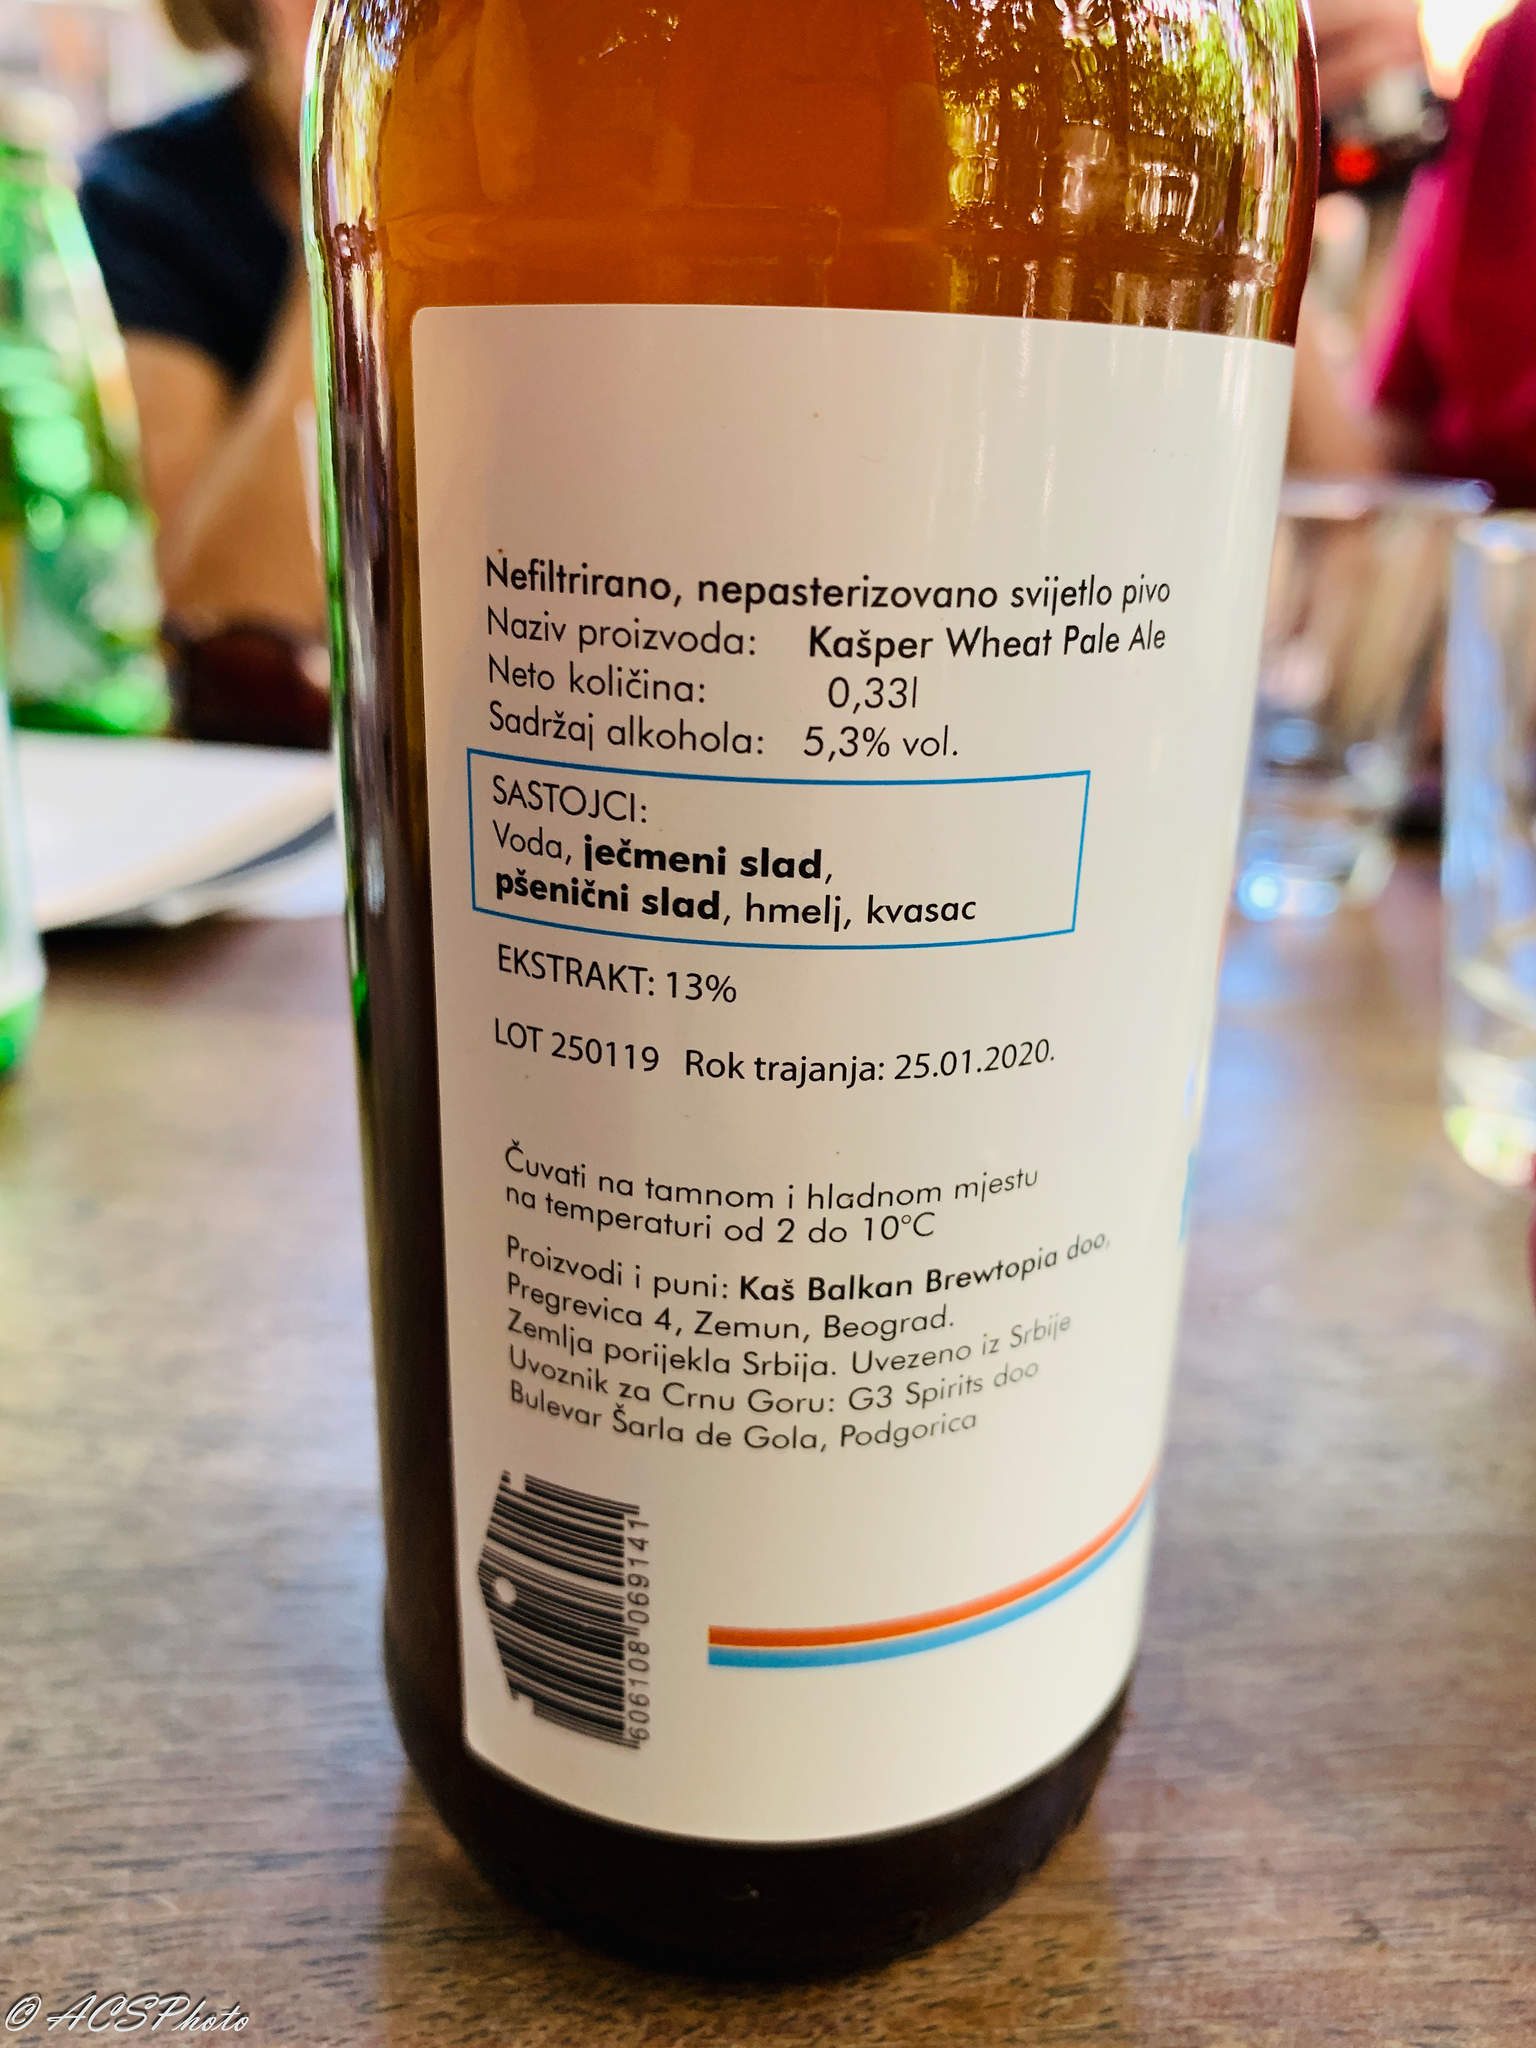 Nefiltrirano, nepasterizovano svijetlo pivo
Naziv proizvoda: Kašper Wheat Pale Ale
Neto količina: 0,33l
Sadržaj alkohola: 5,3% vol.
SASTOJCI:
Voda, ječmeni slad,
pšenični slad, hmelj, kvasac
EKSTRAKT: 13%
LOT 250119 Rok trajanja: 25.01.2020.
Čuvati na tamnom i hladnom mjestu
na temperaturi od 2 do 10°C
Proizvodi i puni: Kaš Balkan Brewtopia doo,
Pregrevica 4, Zemun, Beograd.
Zemlja porijekla Srbija. Uvezeno iz Srbije
Uvoznik za Crnu Goru: G3 Spirits doo
Bulevar Šarla de Gola, Podgorica
606108 069141
© ACSPhoto